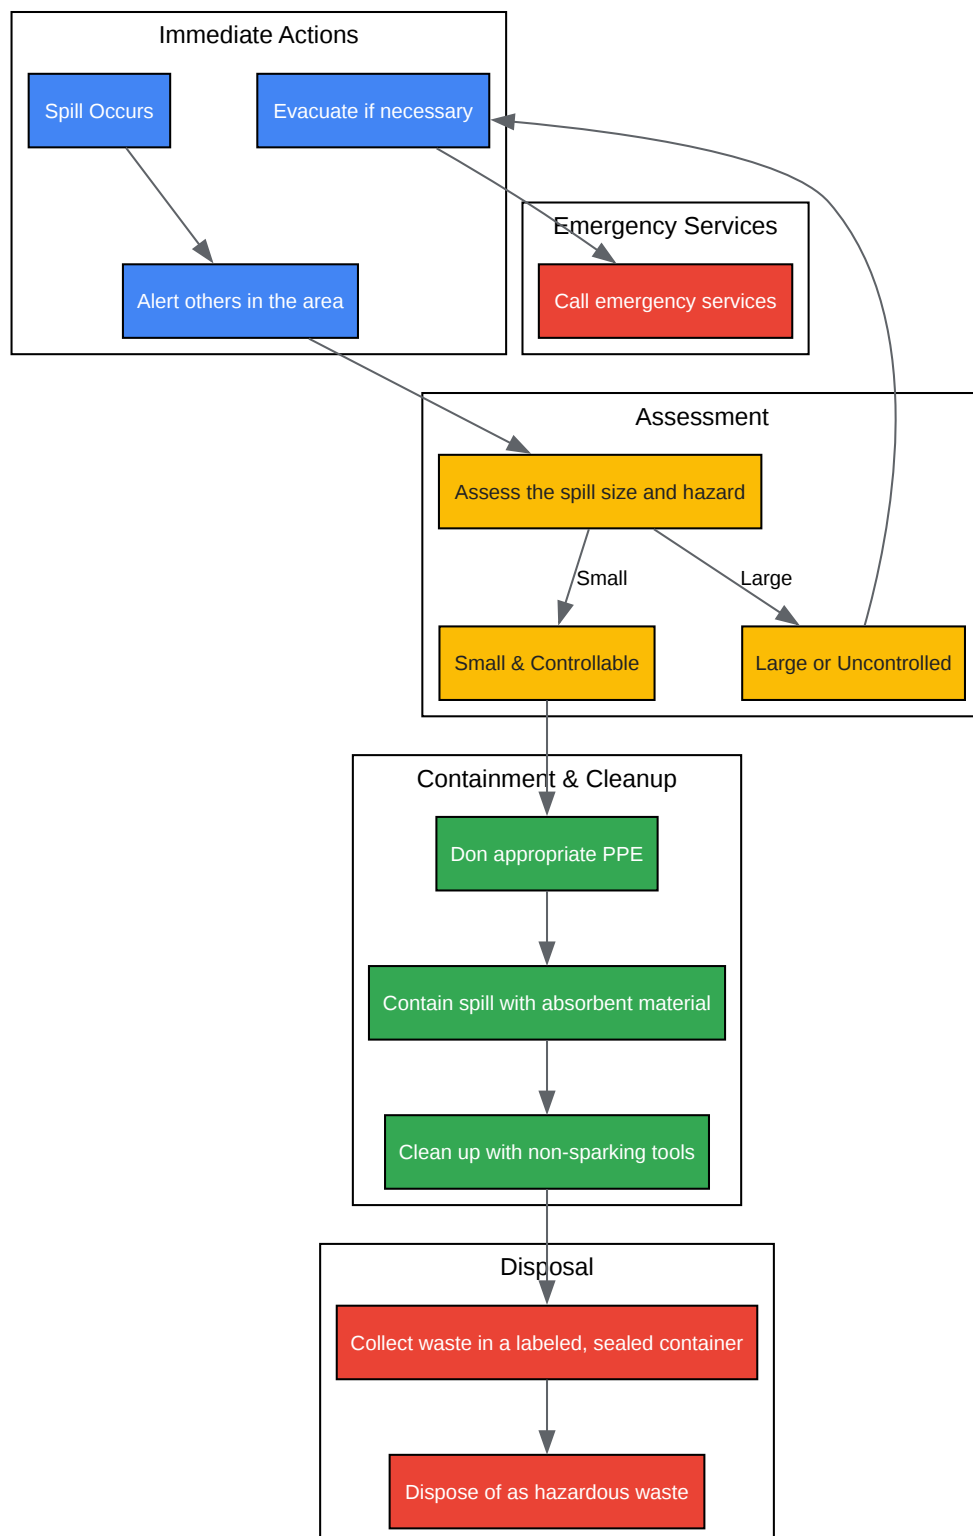 Immediate Actions
Spill Occurs
Evacuate if necessary
Emergency Services
Alert others in the area
Call emergency services
Assessment
Assess the spill size and hazard
Small
Large
Small & Controllable
Large or Uncontrolled
Containment & Cleanup
Don appropriate PPE
Contain spill with absorbent material
Clean up with non-sparking tools
Disposal
Collect waste in a labeled, sealed container
Dispose of as hazardous waste